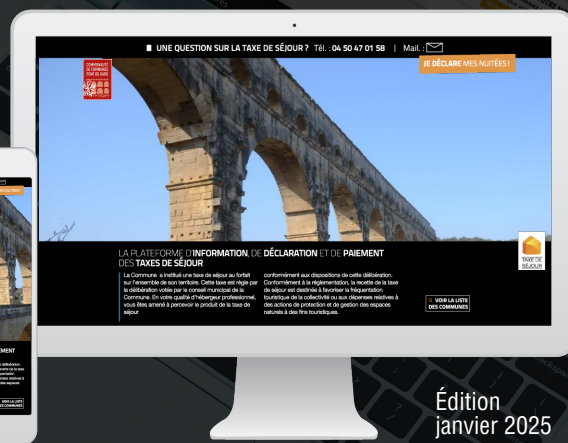 UNE QUESTION SUR LA TAXE DE SÉJOUR ? Tél. : 04 50 47 01 58 | Mail. :
JE DÉCLARE MES NUITÉES !
COMMUNAUTÉ
DE COMMUNES
PONT DU GARD
LA PLATEFORME D'INFORMATION, DE DÉCLARATION ET DE PAIEMENT
DES TAXES DE SÉJOUR
La Commune a institué une taxe de séjour au forfait
sur l'ensemble de son territoire. Cette taxe est régie par
la délibération votée par le conseil municipal de la
Commune. En votre qualité d'hébergeur professionnel,
vous êtes amené à percevoir le produit de la taxe de
séjour
conformément aux dispositions de cette délibération.
Conformément à la réglementation, la recette de la taxe
de séjour est destinée à favoriser la fréquentation
touristique de la collectivité ou aux dépenses relatives à
des actions de protection et de gestion des espaces
naturels à des fins touristiques.
TAXE DE
SÉJOUR
VOIR LA LISTE
DES COMMUNES
Édition
janvier 2025